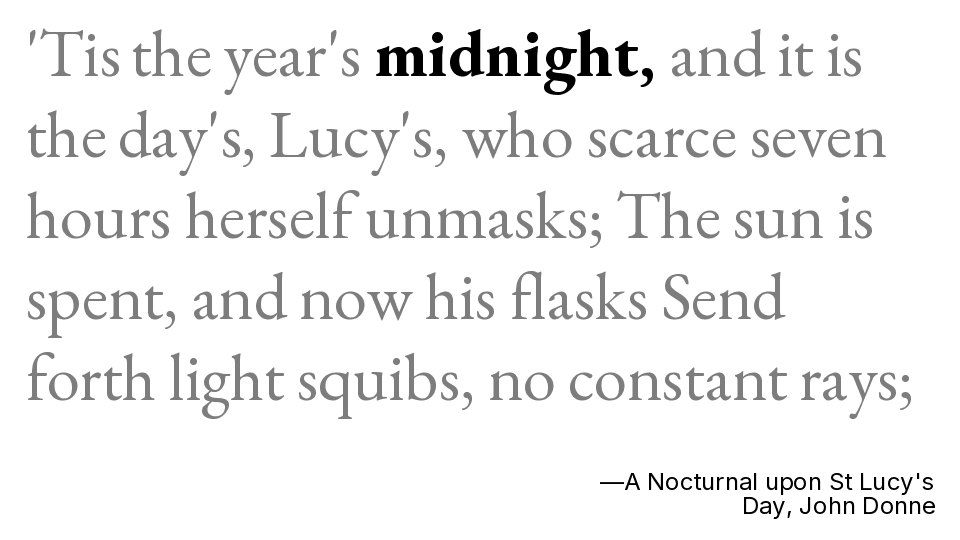 'Tis the year's midnight, and it is
the day's, Lucy's, who scarce seven
hours herself unmasks; The sun is
spent, and now his flasks Send
forth light squibs, no constant rays;
—A Nocturnal upon St Lucy's
Day, John Donne